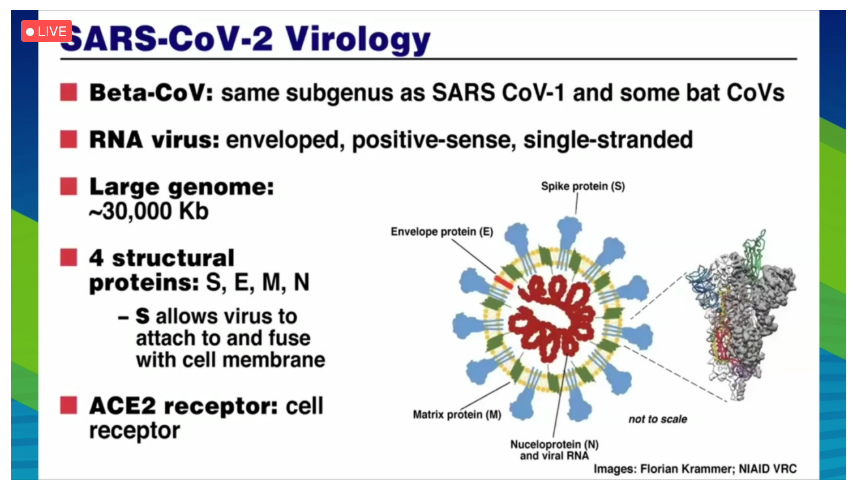 LIVE
SARS-CoV-2 Virology
Beta-CoV: same subgenus as SARS CoV-1 and some bat CoVs
RNA virus: enveloped, positive-sense, single-stranded
Large genome:
~30,000 Kb
4 structural
proteins: S, E, M, N
– S allows virus to
attach to and fuse
with cell membrane
ACE2 receptor: cell
receptor
Spike protein (S)
Envelope protein (E)
Matrix protein (M)
Nuceloprotein (N)
and viral RNA
not to scale
Images: Florian Krammer; NIAID VRC